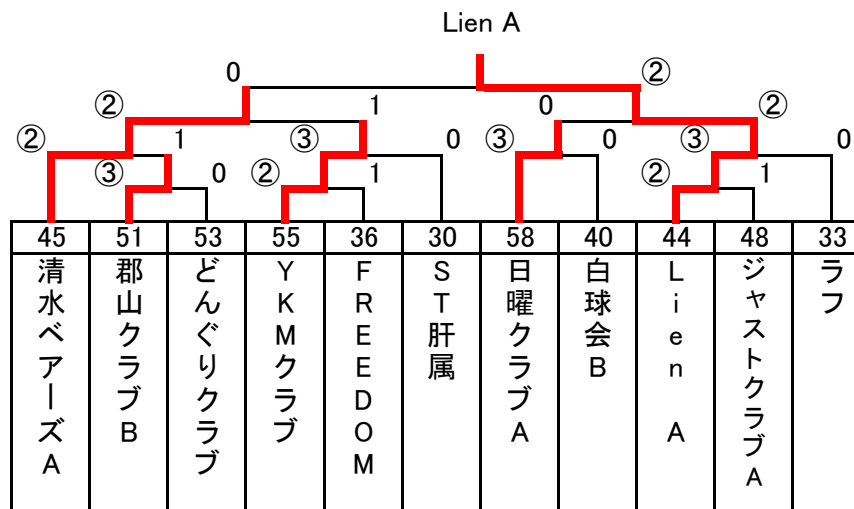 Lien A
0 ②
② 1 0 ②
② 1 ③ 0 ③ 0 ③ 0
③ 0 ② 1 ② 1
45 51 53 55 36 30 58 40 44 48 33
清水ベアーズA
郡山クラブB
どんぐりクラブ
YKMクラブ
FREEDOM
ST肝属
日曜クラブA
白球会B
Lien A
ジャストクラブA
ラフ